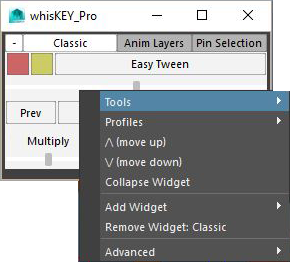 whisKEY_Pro
- Classic Anim Layers Pin Selection
Easy Tween
Prev
Multiply
Tools
Profiles
/\ (move up)
\/ (move down)
Collapse Widget
Add Widget
Remove Widget: Classic
Advanced